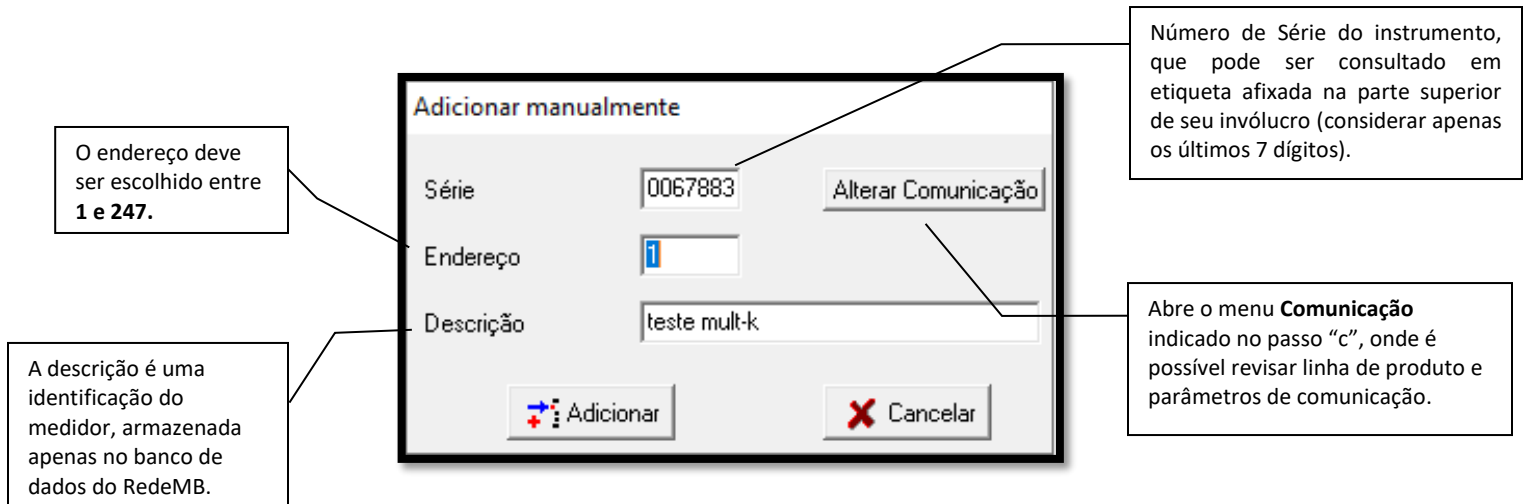 Número de Série do instrumento,
que pode ser consultado em
etiqueta afixada na parte superior
de seu invólucro (considerar apenas
os últimos 7 dígitos).
O endereço deve
ser escolhido entre
1 e 247.
Adicionar manualmente
Série 0067883 Alterar Comunicação
Endereço 1
Descrição teste mult-k
Adicionar Cancelar
Abre o menu Comunicação
indicado no passo “c”, onde é
possível revisar linha de produto e
parâmetros de comunicação.
A descrição é uma
identificação do
medidor, armazenada
apenas no banco de
dados do RedeMB.